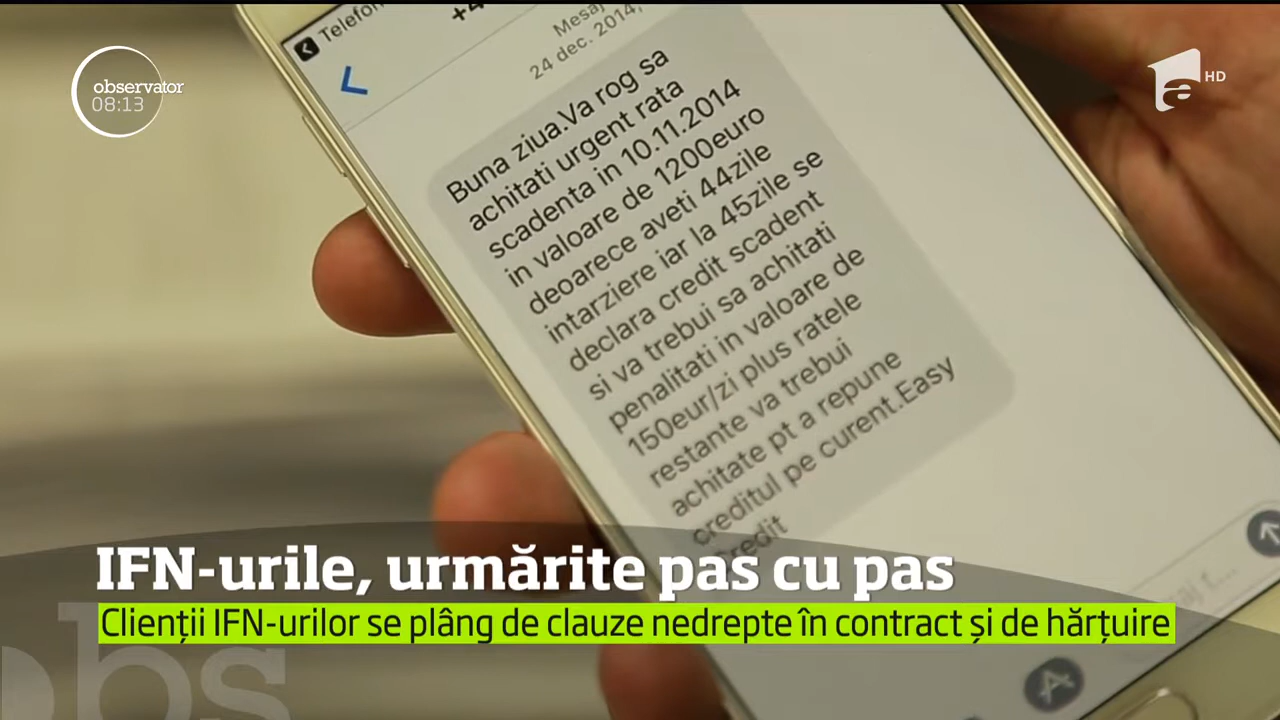 observator
08:13
HD
Telefon
+4
Mesaj
24 dec. 2014,
Buna ziua.Va rog sa
achitati urgent rata
scadenta in 10.11.2014
in valoare de 1200euro
deoarece aveti 44zile
intarziere iar la 45zile se
declara credit scadent
si va trebui sa achitati
penalitati in valoare de
150eur/zi plus ratele
restante va trebui
achitate pt a repune
creditul pe curent.Easy
Credit
IFN-urile, urmărite pas cu pas
Clienții IFN-urilor se plâng de clauze nedrepte în contract și de hărțuire
obs